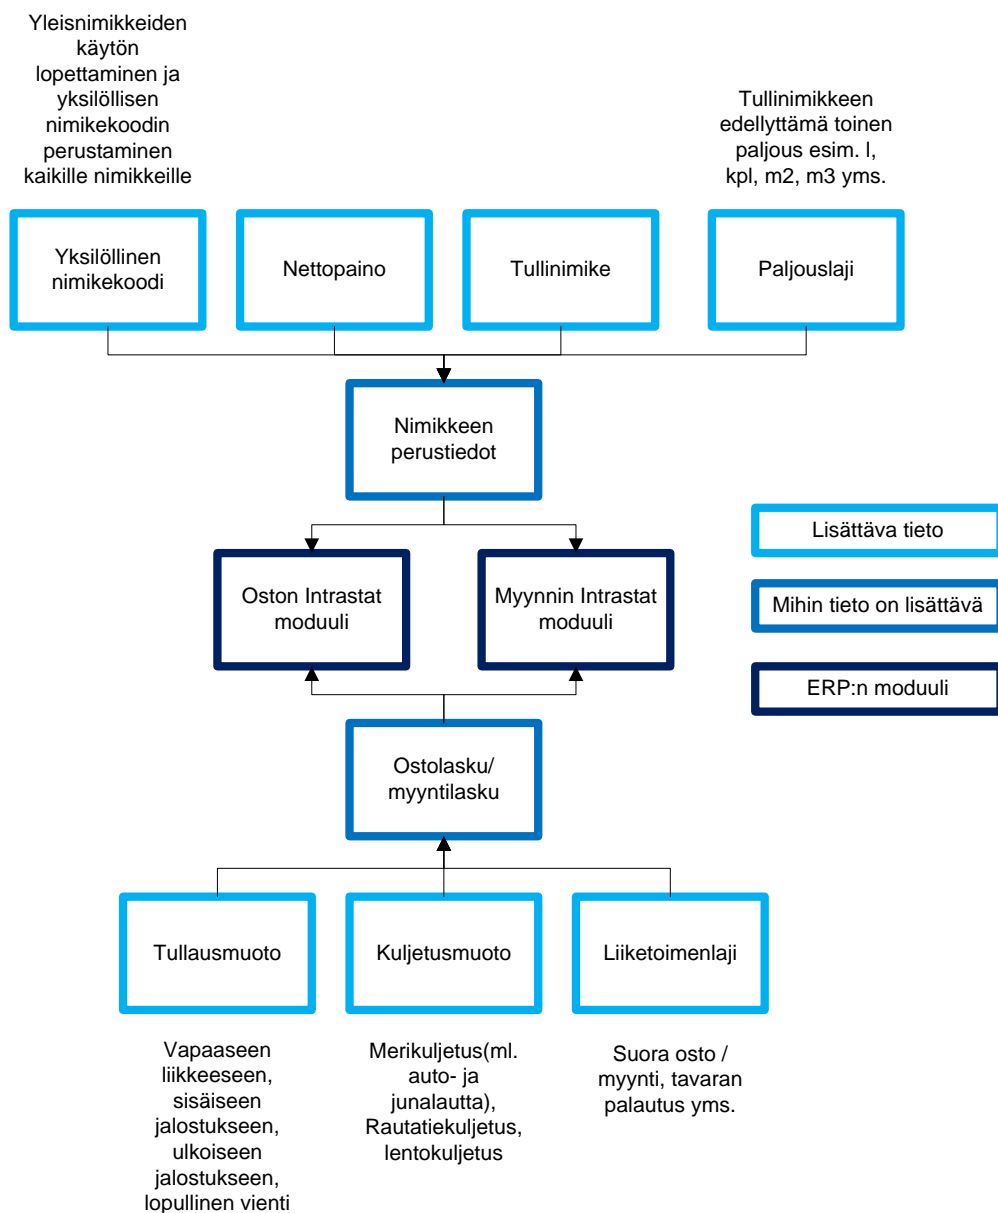 Yleisnimikkeiden
käytön
lopettaminen ja
yksilöllisen
nimikekoodin
perustaminen
kaikille nimikkeille
Tullinimikkeen
edellyttämä toinen
paljous esim. l,
kpl, m2, m3 yms.
Yksilöllinen
nimikekoodi
Nettopaino
Tullinimike
Paljouslaji
Nimikkeen
perustiedot
Oston Intrastat
moduuli
Myynnin Intrastat
moduuli
Lisättäva tieto
Mihin tieto on lisättävä
ERP:n moduuli
Ostolasku/
myyntilasku
Tullausmuoto
Kuljetusmuoto
Liiketoimenlaji
Vapaaseen
liikkeeseen,
sisäiseen
jalostukseen,
ulkoiseen
jalostukseen,
lopullinen vienti
Merikuljetus(ml.
auto- ja
junalautta),
Rautatiekuljetus,
lentokuljetus
Suora osto /
myynti, tavaran
palautus yms.